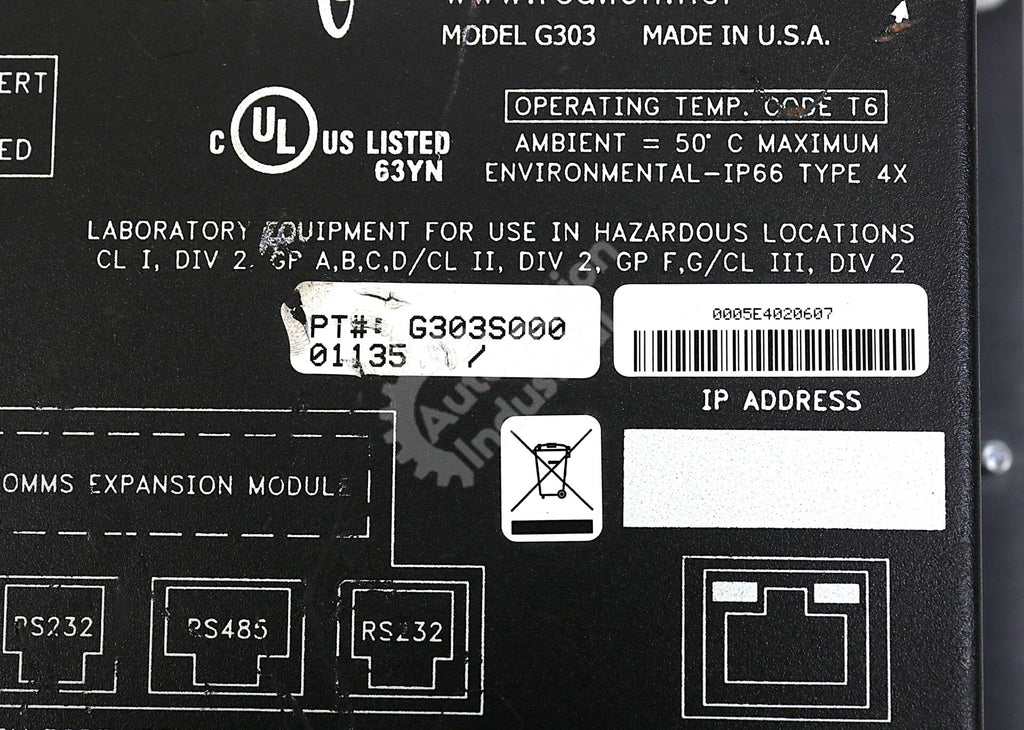 MODEL G303 MADE IN U.S.A.
ERT
ED
C UL US LISTED
63YN
OPERATING TEMP. CODE T6
AMBIENT = 50° C MAXIMUM
ENVIRONMENTAL-IP66 TYPE 4X
LABORATORY EQUIPMENT FOR USE IN HAZARDOUS LOCATIONS
CL I, DIV 2, GP A,B,C,D/CL II, DIV 2, GP F,G/CL III, DIV 2
PT#: G303S000
01135 /
0005E4020607
IP ADDRESS
Automation
Industrial
OMMS EXPANSION MODULE
RS232
RS485
RS232